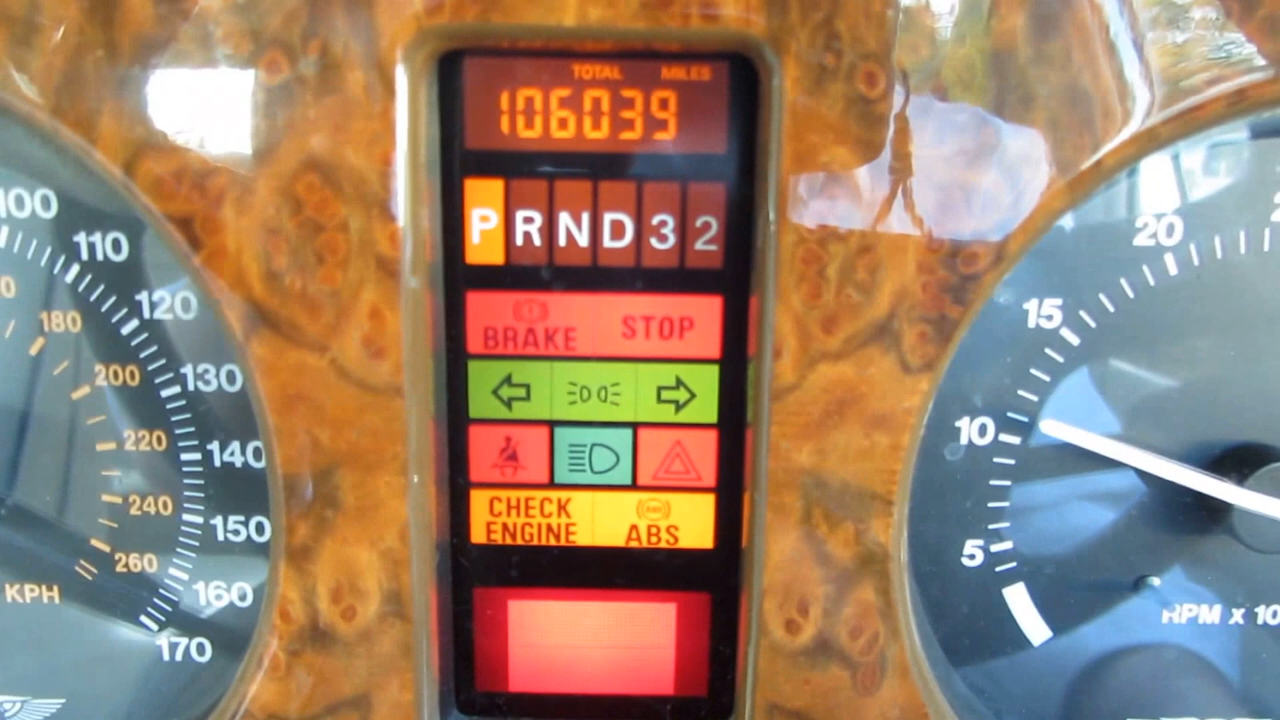 TOTAL MILES
106039
P R N D 3 2
BRAKE STOP
CHECK ENGINE
ABS
100
110
120
130
140
150
160
170
180
200
220
240
260
KPH
20
15
10
5
RPM x 10